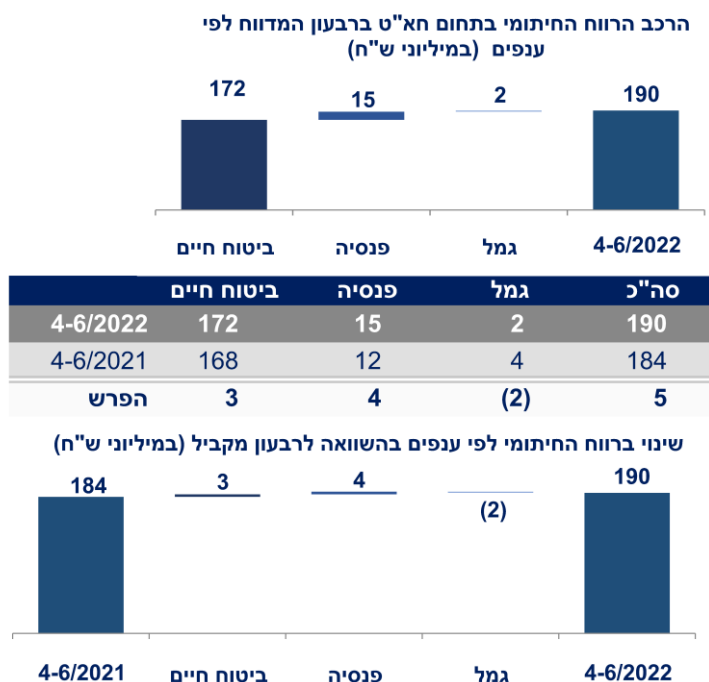 הרכב הרווח החיתומי בתחום חא"ט ברבעון המדווח לפי
ענפים (במיליוני ש"ח)
172 15 2 190
ביטוח חיים פנסיה גמל 4-6/2022
ביטוח חיים פנסיה גמל סה"כ
4-6/2022 172 15 2 190
4-6/2021 168 12 4 184
הפרש 3 4 (2) 5
שינוי ברווח החיתומי לפי ענפים בהשוואה לרבעון מקביל (במיליוני ש"ח)
184 3 4 (2) 190
4-6/2021 ביטוח חיים פנסיה גמל 4-6/2022